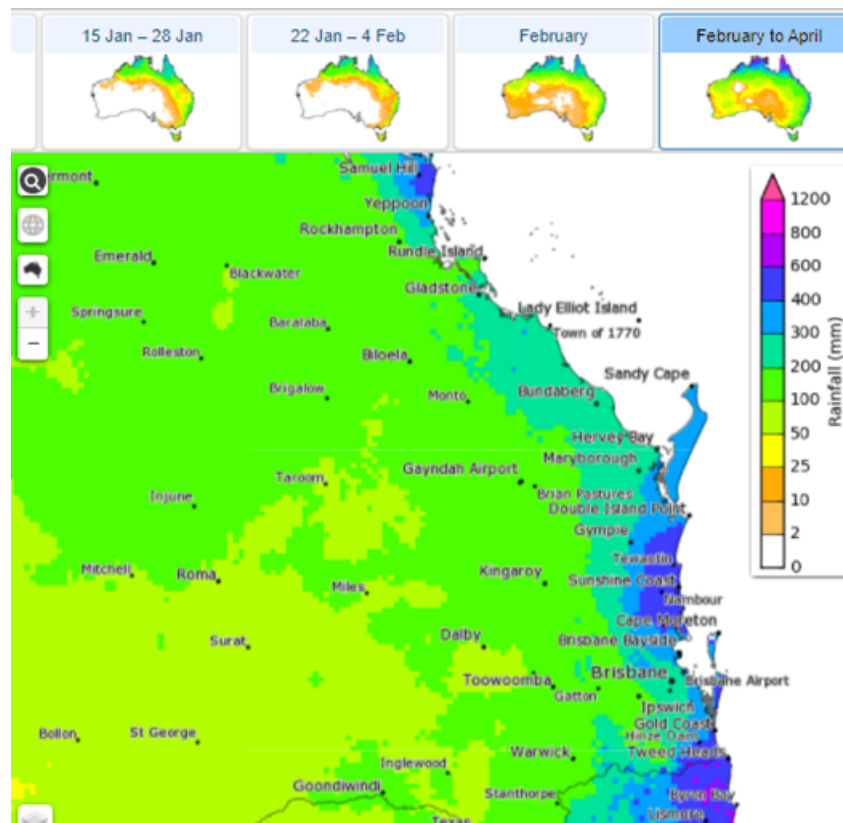 15 Jan – 28 Jan
22 Jan – 4 Feb
February
February to April
ermont
Samuel Hill
Yeppoon
Rockhampton
Rundle Island
Emerald
Blackwater
Gladstone
Springsure
Baralaba
Lady Elliot Island
Town of 1770
Rolleston
Biloela
Sandy Cape
Brigalow
Monto
Bundaberg
Hervey Bay
Maryborough
Taroom
Gayndah Airport
Injune
Brian Pastures
Double Island Point
Gympie
Mitchell
Roma
Miles
Kingaroy
Tewantin
Sunshine Coast
Nambour
Cape Moreton
Surat
Dalby
Brisbane Bayside
Toowoomba
Brisbane
Brisbane Airport
Gatton
Ipswich
Bollon
St George
Gold Coast
Hinze Dam
Warwick
Tweed Heads
Inglewood
Goondiwindi
Stanthorpe
Byron Bay
Lismore
Texas
1200
800
600
400
300
200
100
50
25
10
2
0
Rainfall (mm)
+
−